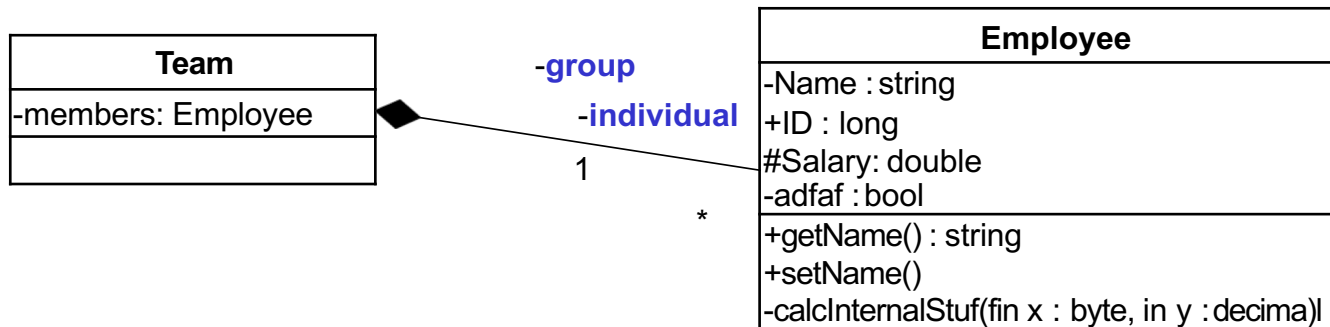 Team
-members: Employee
-group
-individual
1
*
Employee
-Name : string
+ID : long
#Salary: double
-adfaf : bool
+getName() : string
+setName()
-calcInternalStuf(fin x : byte, in y : decima)l